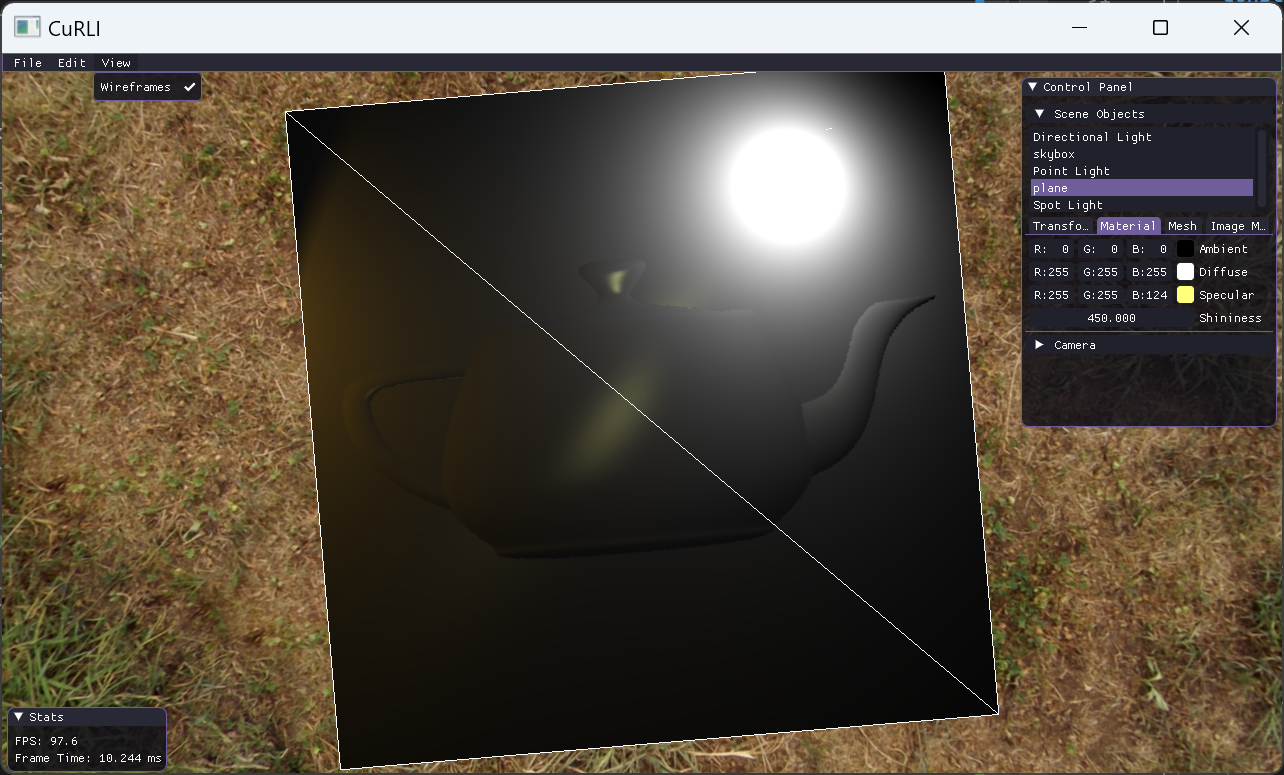 CuRLI
File Edit View
Wireframes
Control Panel
Scene Objects
Directional Light
skybox
Point Light
plane
Spot Light
Transfo… Material Mesh Image M…
R: 0 G: 0 B: 0 Ambient
R:255 G:255 B:255 Diffuse
R:255 G:255 B:124 Specular
450.000 Shininess
Camera
Stats
FPS: 97.6
Frame Time: 10.244 ms